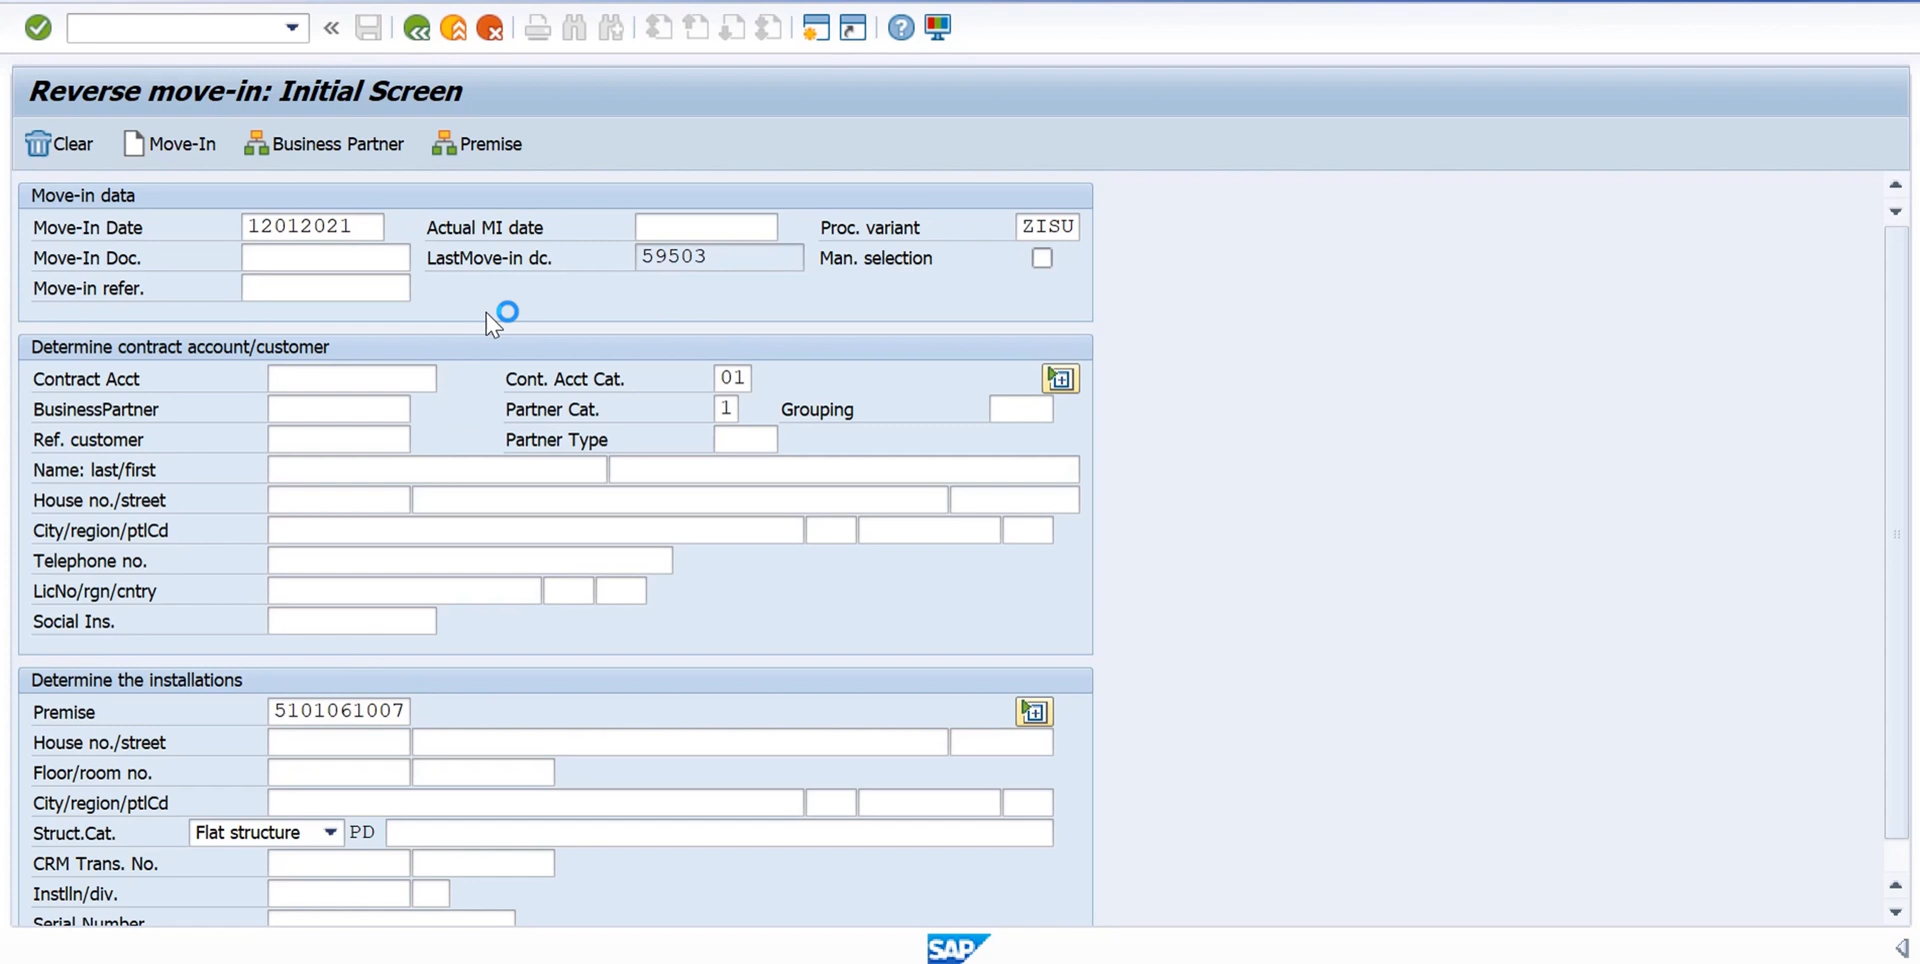 Reverse move-in: Initial Screen
Clear Move-In Business Partner Premise
Move-in data
Move-In Date 12012021 Actual MI date Proc. variant ZISU
Move-In Doc. LastMove-in dc. 59503 Man. selection
Move-in refer.
Determine contract account/customer
Contract Acct Cont. Acct Cat. 01
BusinessPartner Partner Cat. 1 Grouping
Ref. customer Partner Type
Name: last/first
House no./street
City/region/ptlCd
Telephone no.
LicNo/rgn/cntry
Social Ins.
Determine the installations
Premise 5101061007
House no./street
Floor/room no.
City/region/ptlCd
Struct.Cat. Flat structure PD
CRM Trans. No.
Instlln/div.
Serial Number
SAP